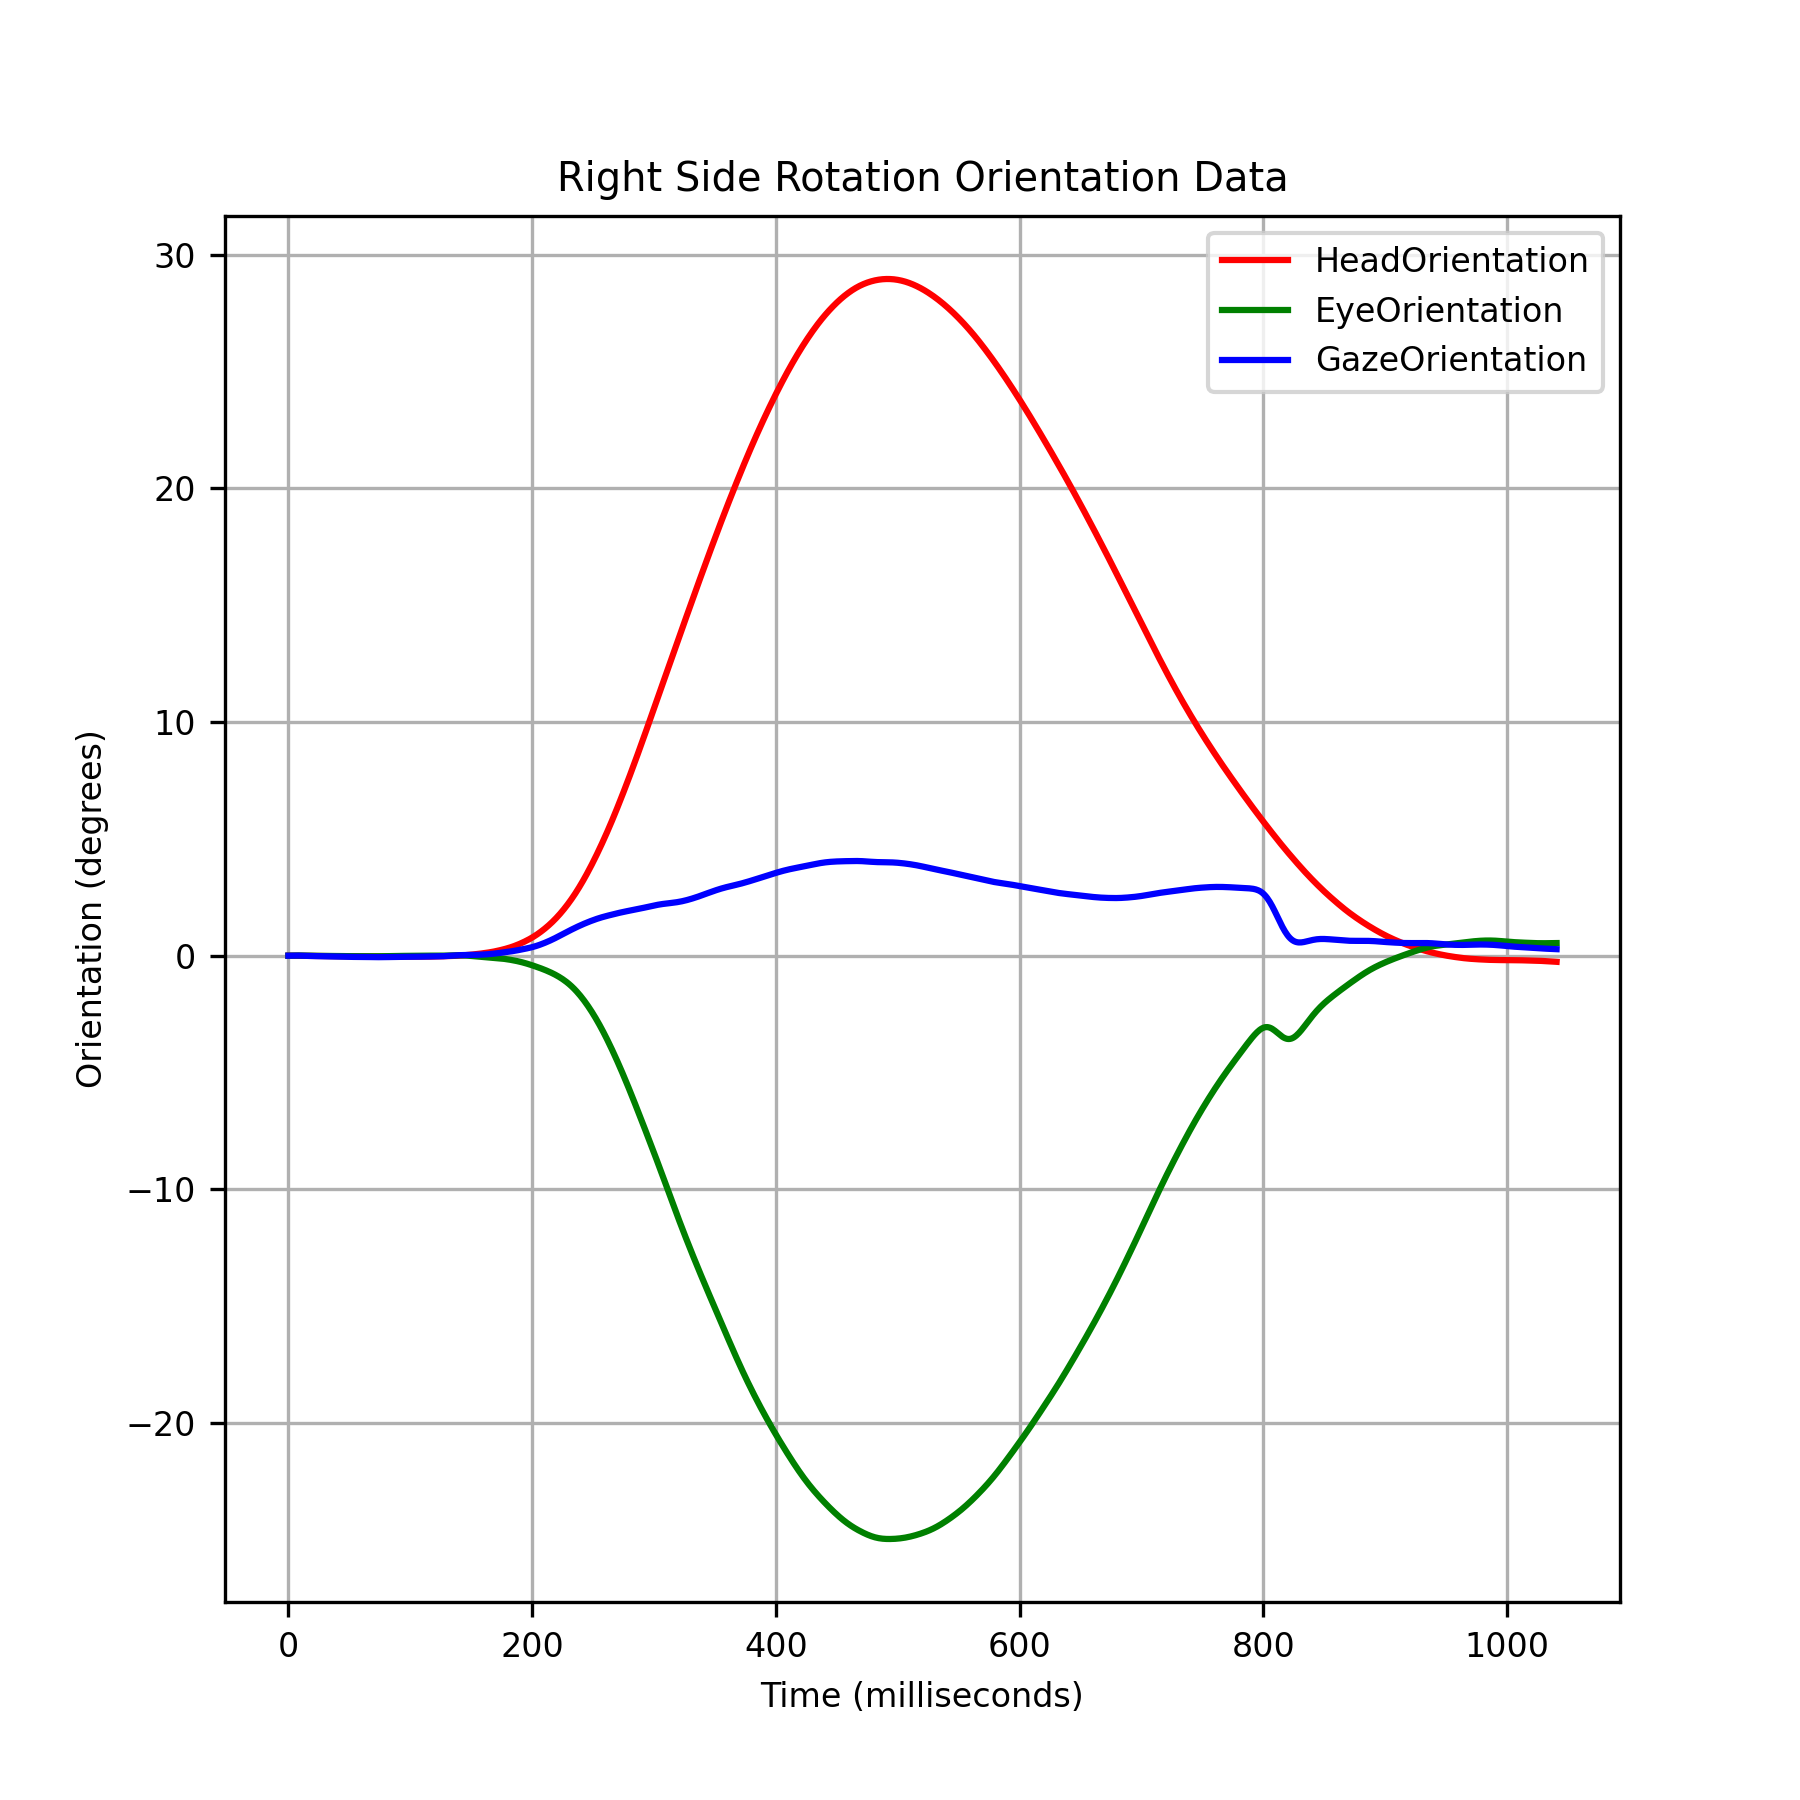 Right Side Rotation Orientation Data
HeadOrientation
EyeOrientation
GazeOrientation
Orientation (degrees)
30
20
10
0
−10
−20
0 200 400 600 800 1000
Time (milliseconds)